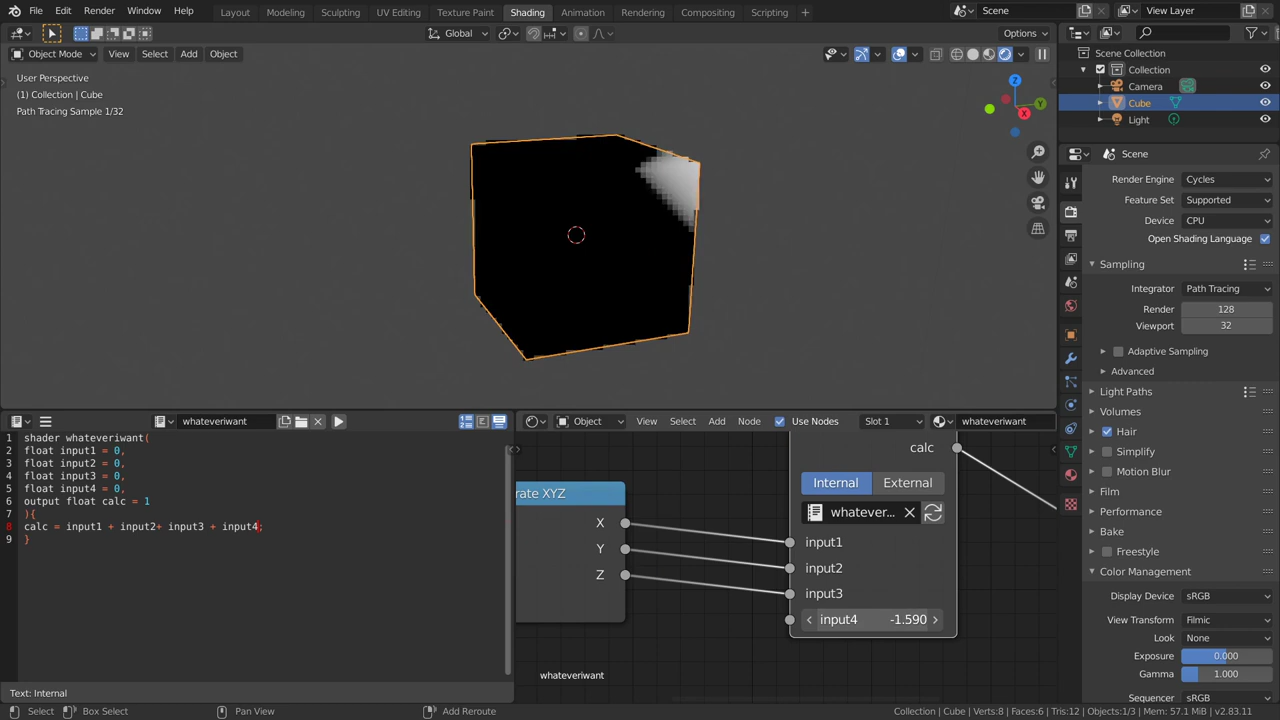 File Edit Render Window Help Layout Modeling Sculpting UV Editing Texture Paint Shading Animation Rendering Compositing Scripting + Scene View Layer
Global Options
Object Mode View Select Add Object
User Perspective
(1) Collection | Cube
Path Tracing Sample 1/32
Z
Y
X
Scene Collection
Collection
Camera
Cube
Light
Scene
Render Engine Cycles
Feature Set Supported
Device CPU
Open Shading Language
Sampling
Integrator Path Tracing
Render 128
Viewport 32
Adaptive Sampling
Advanced
Light Paths
Volumes
Hair
Simplify
Motion Blur
Film
Performance
Bake
Freestyle
Color Management
Display Device sRGB
View Transform Filmic
Look None
Exposure 0.000
Gamma 1.000
Sequencer sRGB
whateveriwant
1 shader whateveriwant(
2 float input1 = 0,
3 float input2 = 0,
4 float input3 = 0,
5 float input4 = 0,
6 output float calc = 1
7 ){
8 calc = input1 + input2+ input3 + input4;
9 }
Text: Internal
Object View Select Add Node Use Nodes Slot 1 whateveriwant
rate XYZ
X
Y
Z
calc
Internal External
whatever...
input1
input2
input3
input4 -1.590
whateveriwant
Select Box Select Pan View Add Reroute Collection | Cube | Verts:8 | Faces:6 | Tris:12 | Objects:1/3 | Mem: 57.1 MiB | v2.83.11